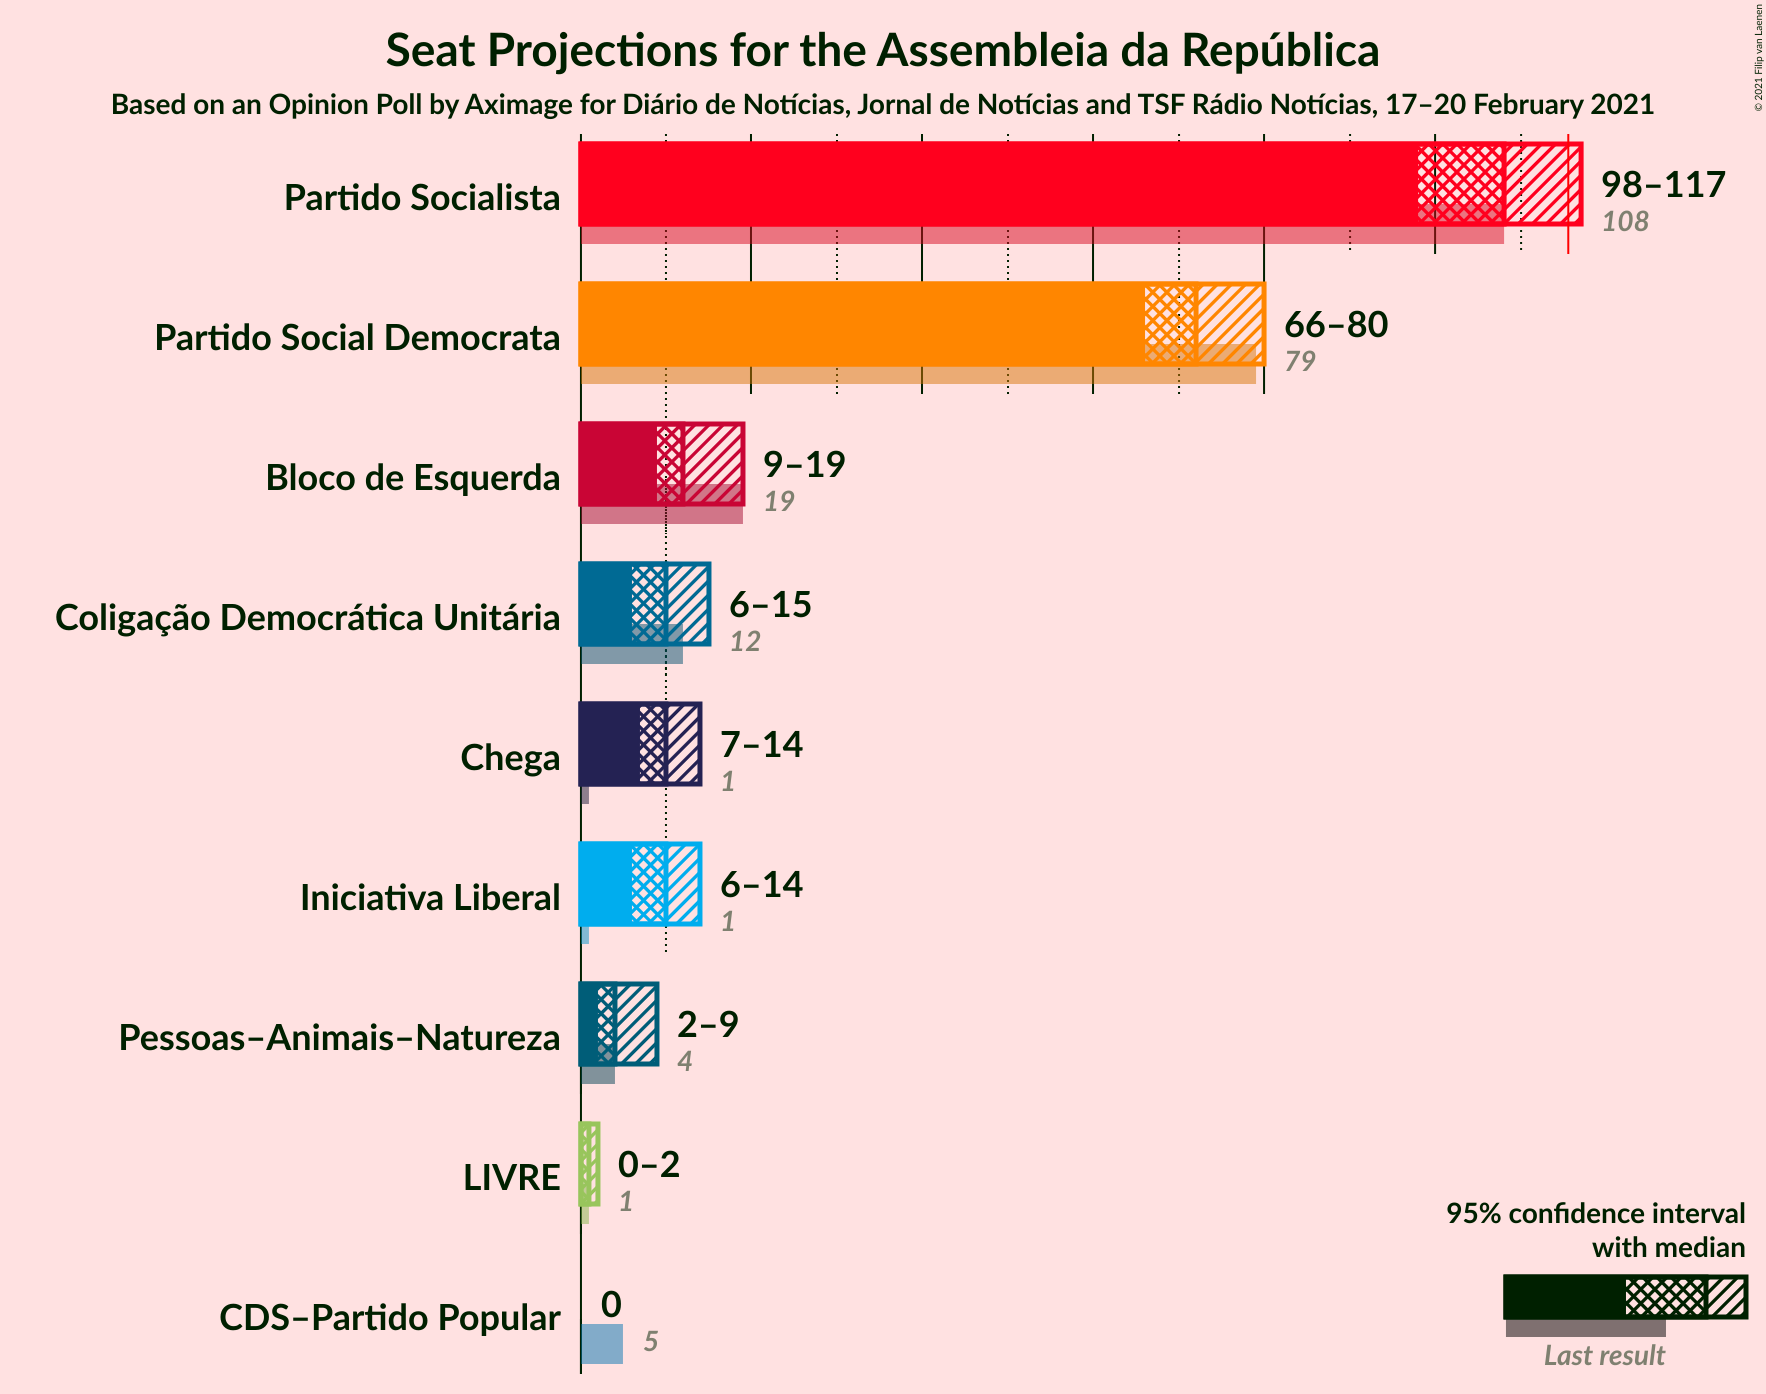 Seat Projections for the Assembleia da República
Based on an Opinion Poll by Aximage for Diário de Notícias, Jornal de Notícias and TSF Rádio Notícias, 17–20 February 2021
© 2021 Filip van Laenen
Partido Socialista
98–117
108
Partido Social Democrata
66–80
79
Bloco de Esquerda
9–19
19
Coligação Democrática Unitária
6–15
12
Chega
7–14
1
Iniciativa Liberal
6–14
1
Pessoas–Animais–Natureza
2–9
4
LIVRE
0–2
1
CDS–Partido Popular
0
5
95% confidence interval
with median
Last result